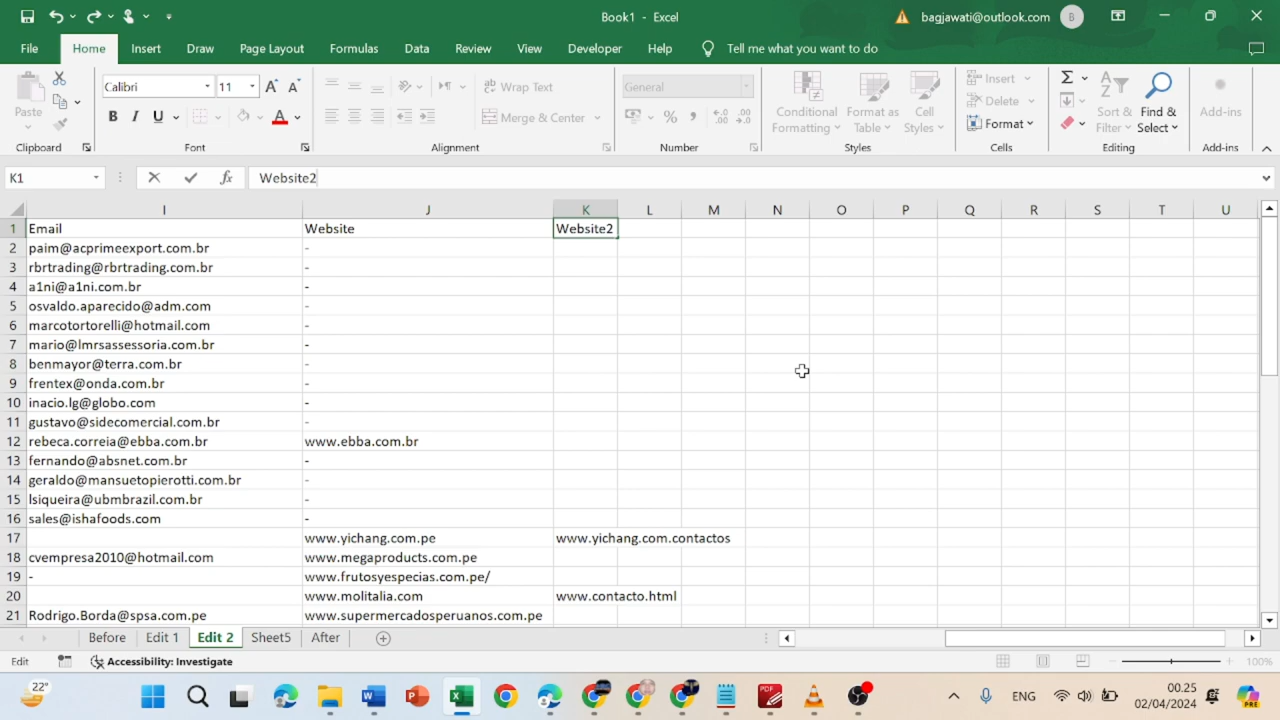 Book1 - Excel
bagjawati@outlook.com B
File Home Insert Draw Page Layout Formulas Data Review View Developer Help Tell me what you want to do
Paste
Calibri 11
Wrap Text
Merge & Center
General
Conditional Formatting
Format as Table
Cell Styles
Insert
Delete
Format
Sort & Filter
Find & Select
Add-ins
Clipboard Font Alignment Number Styles Cells Editing Add-ins
K1 Website2
I J K L M N O P Q R S T U
1 Email Website Website2
2 paim@acprimeexport.com.br -
3 rbrtrading@rbrtrading.com.br -
4 a1ni@a1ni.com.br -
5 osvaldo.aparecido@adm.com -
6 marcotortorelli@hotmail.com -
7 mario@lmrsassessoria.com.br -
8 benmayor@terra.com.br -
9 frentex@onda.com.br -
10 inacio.lg@globo.com -
11 gustavo@sidecomercial.com.br -
12 rebeca.correia@ebba.com.br www.ebba.com.br
13 fernando@absnet.com.br -
14 geraldo@mansuetopierotti.com.br -
15 lsiqueira@ubmbrazil.com.br -
16 sales@ishafoods.com -
17 www.yichang.com.pe www.yichang.com.contactos
18 cvempresa2010@hotmail.com www.megaproducts.com.pe
19 - www.frutosyespecias.com.pe/
20 www.molitalia.com www.contacto.html
21 Rodrigo.Borda@spsa.com.pe www.supermercadosperuanos.com.pe
Before Edit 1 Edit 2 Sheet5 After
Edit Accessibility: Investigate 100%
22° ENG 00.25
02/04/2024